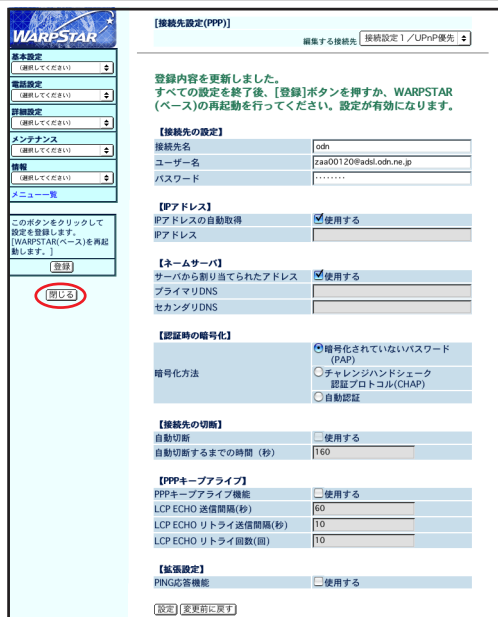 WARPSTAR
基本設定
(選択してください)
電話設定
(選択してください)
詳細設定
(選択してください)
メンテナンス
(選択してください)
情報
(選択してください)
メニュー一覧
このボタンをクリックして
設定を登録します。
[WARPSTAR(ベース)を再起
動します。]
登録
閉じる
[接続先設定(PPP)]
編集する接続先 接続設定1/UPnP優先
登録内容を更新しました。
すべての設定を終了後、[登録]ボタンを押すか、WARPSTAR
(ベース)の再起動を行ってください。設定が有効になります。
【接続先の設定】
接続先名 odn
ユーザー名 zaa00120@adsl.odn.ne.jp
パスワード ········
【IPアドレス】
IPアドレスの自動取得 使用する
IPアドレス
【ネームサーバ】
サーバから割り当てられたアドレス 使用する
プライマリDNS
セカンダリDNS
【認証時の暗号化】
暗号化方法
暗号化されていないパスワード
(PAP)
チャレンジハンドシェーク
認証プロトコル(CHAP)
自動認証
【接続先の切断】
自動切断 使用する
自動切断するまでの時間（秒） 160
【PPPキープアライブ】
PPPキープアライブ機能 使用する
LCP ECHO 送信間隔(秒) 60
LCP ECHO リトライ送信間隔(秒) 10
LCP ECHO リトライ回数(回) 10
【拡張設定】
PING応答機能 使用する
設定 変更前に戻す